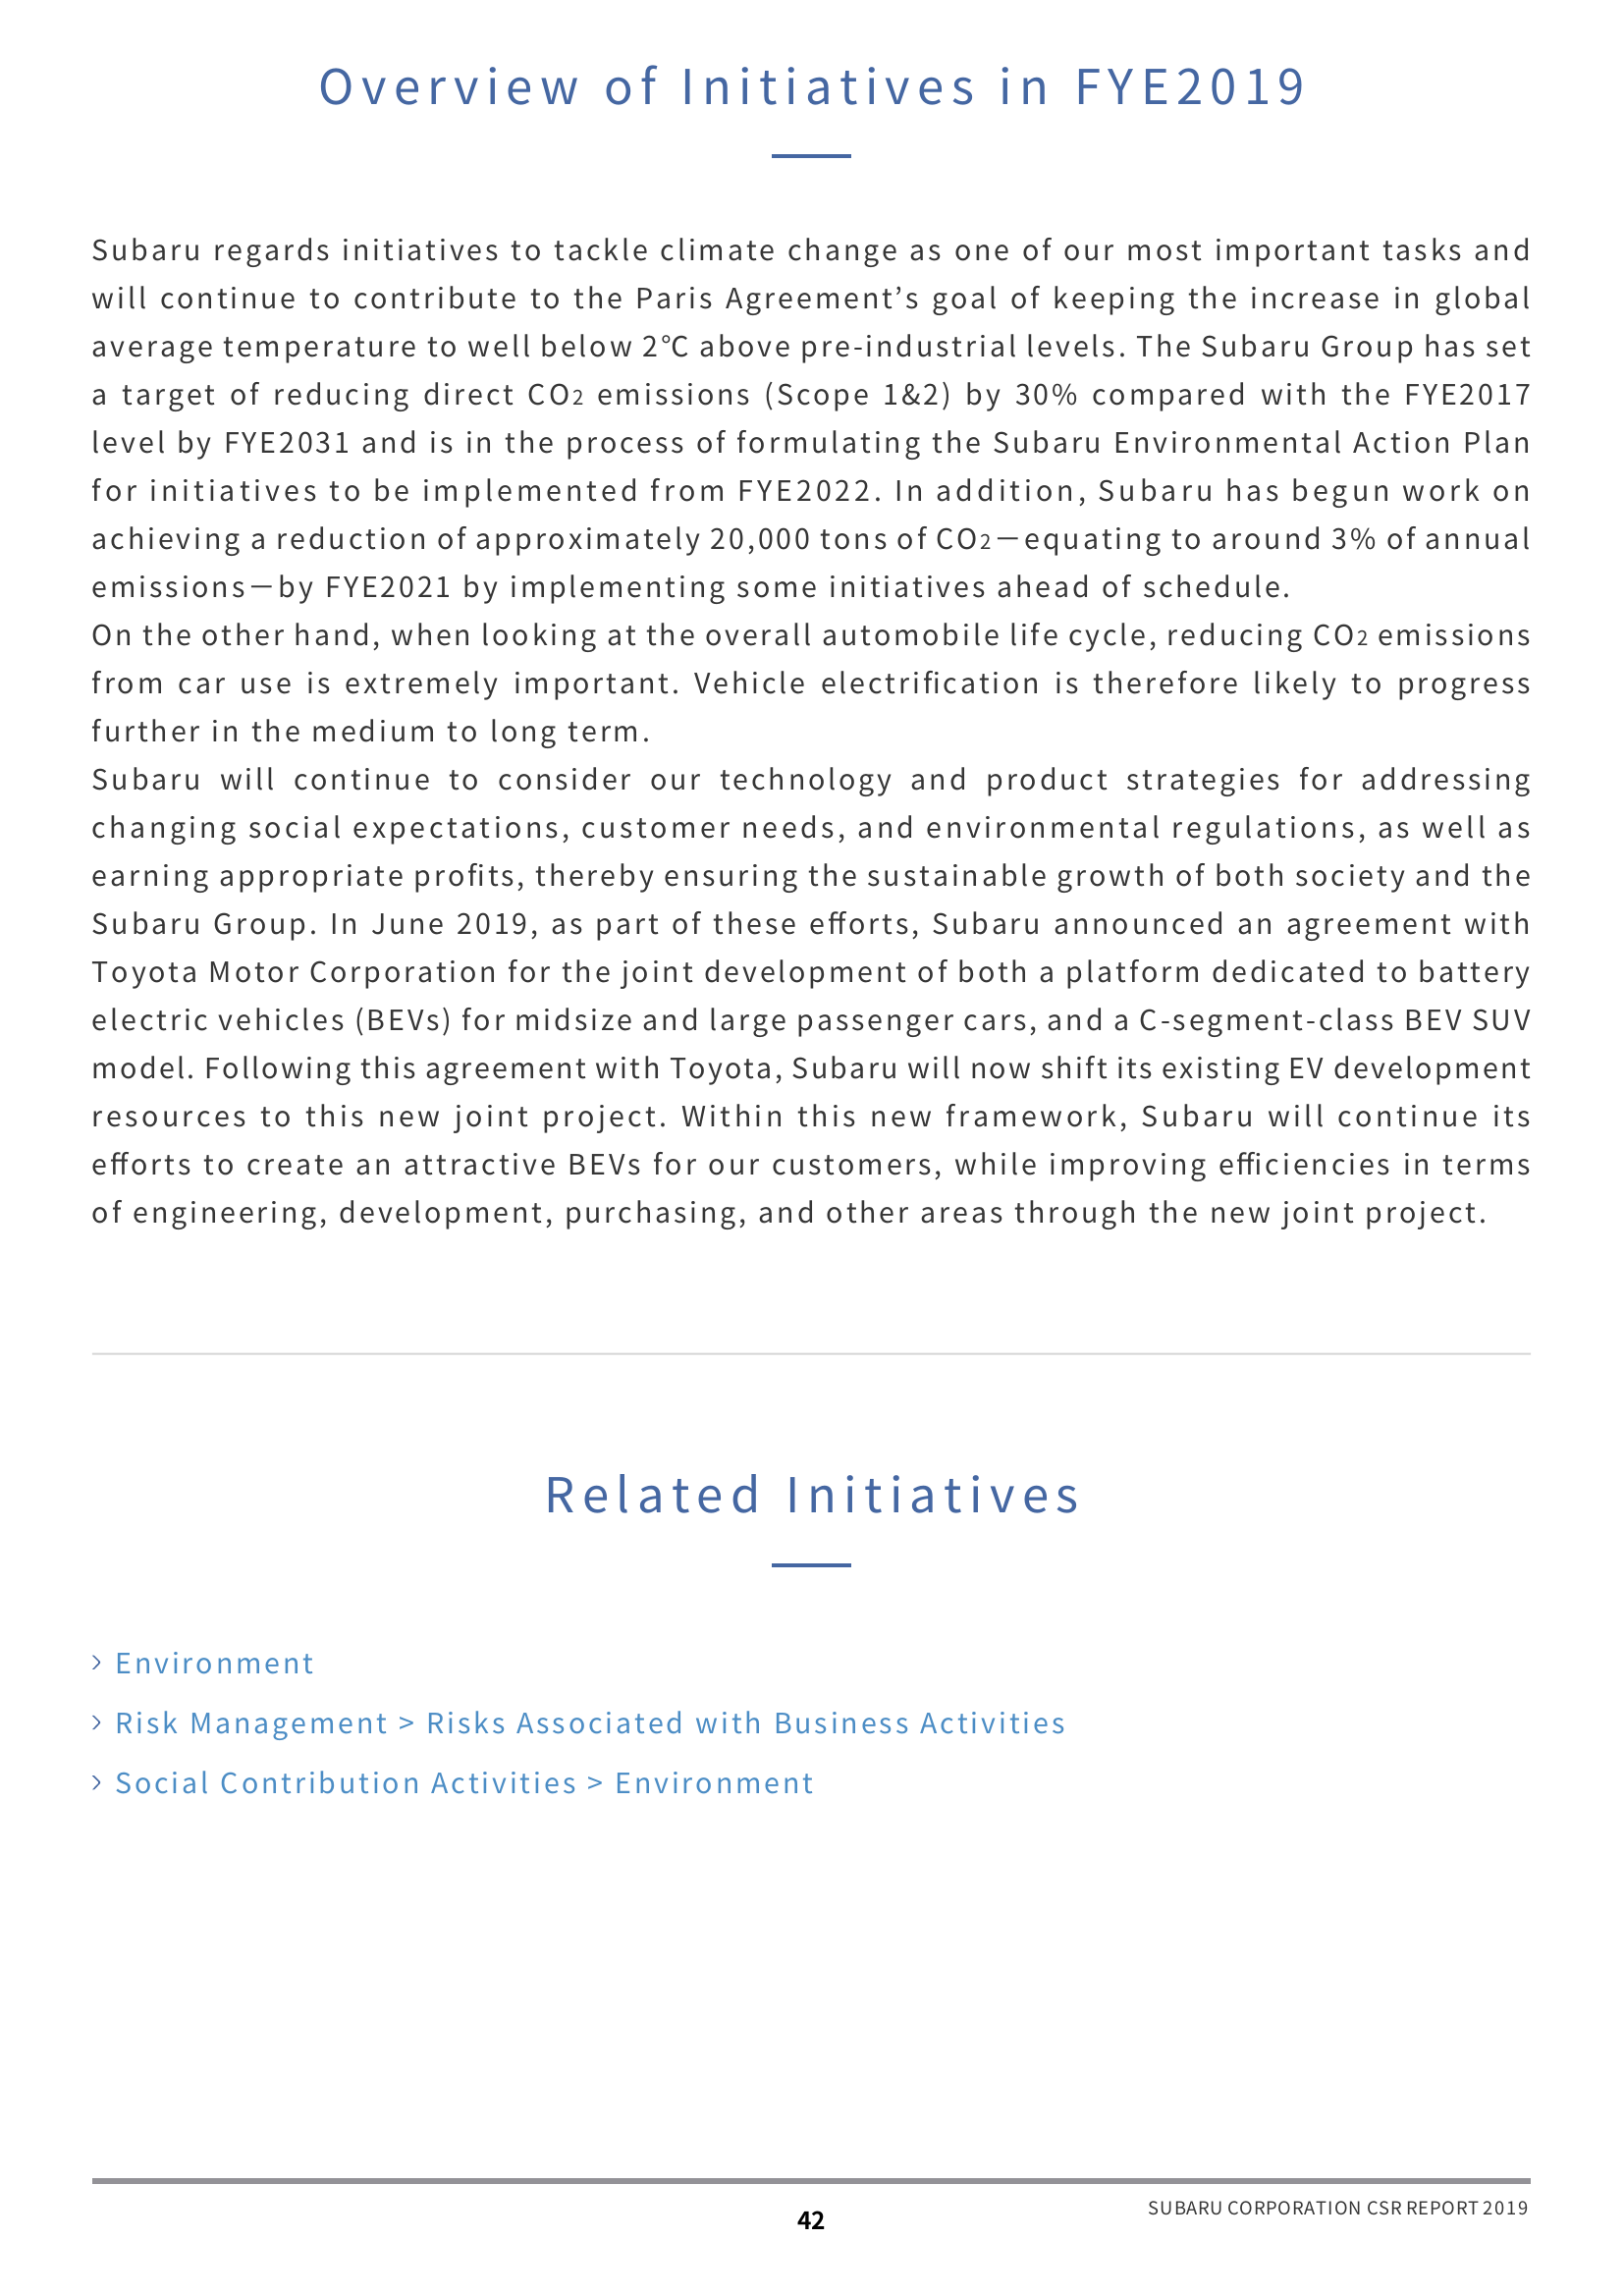 Overview of Initiatives in FYE2019
Subaru regards initiatives to tackle climate change as one of our most important tasks and
will continue to contribute to the Paris Agreement’s goal of keeping the increase in global
average temperature to well below 2℃ above pre-industrial levels. The Subaru Group has set
a target of reducing direct CO2 emissions (Scope 1&2) by 30% compared with the FYE2017
level by FYE2031 and is in the process of formulating the Subaru Environmental Action Plan
for initiatives to be implemented from FYE2022. In addition, Subaru has begun work on
achieving a reduction of approximately 20,000 tons of CO2—equating to around 3% of annual
emissions—by FYE2021 by implementing some initiatives ahead of schedule.
On the other hand, when looking at the overall automobile life cycle, reducing CO2 emissions
from car use is extremely important. Vehicle electrification is therefore likely to progress
further in the medium to long term.
Subaru will continue to consider our technology and product strategies for addressing
changing social expectations, customer needs, and environmental regulations, as well as
earning appropriate profits, thereby ensuring the sustainable growth of both society and the
Subaru Group. In June 2019, as part of these efforts, Subaru announced an agreement with
Toyota Motor Corporation for the joint development of both a platform dedicated to battery
electric vehicles (BEVs) for midsize and large passenger cars, and a C-segment-class BEV SUV
model. Following this agreement with Toyota, Subaru will now shift its existing EV development
resources to this new joint project. Within this new framework, Subaru will continue its
efforts to create an attractive BEVs for our customers, while improving efficiencies in terms
of engineering, development, purchasing, and other areas through the new joint project.
Related Initiatives
> Environment
> Risk Management > Risks Associated with Business Activities
> Social Contribution Activities > Environment
42
SUBARU CORPORATION CSR REPORT 2019